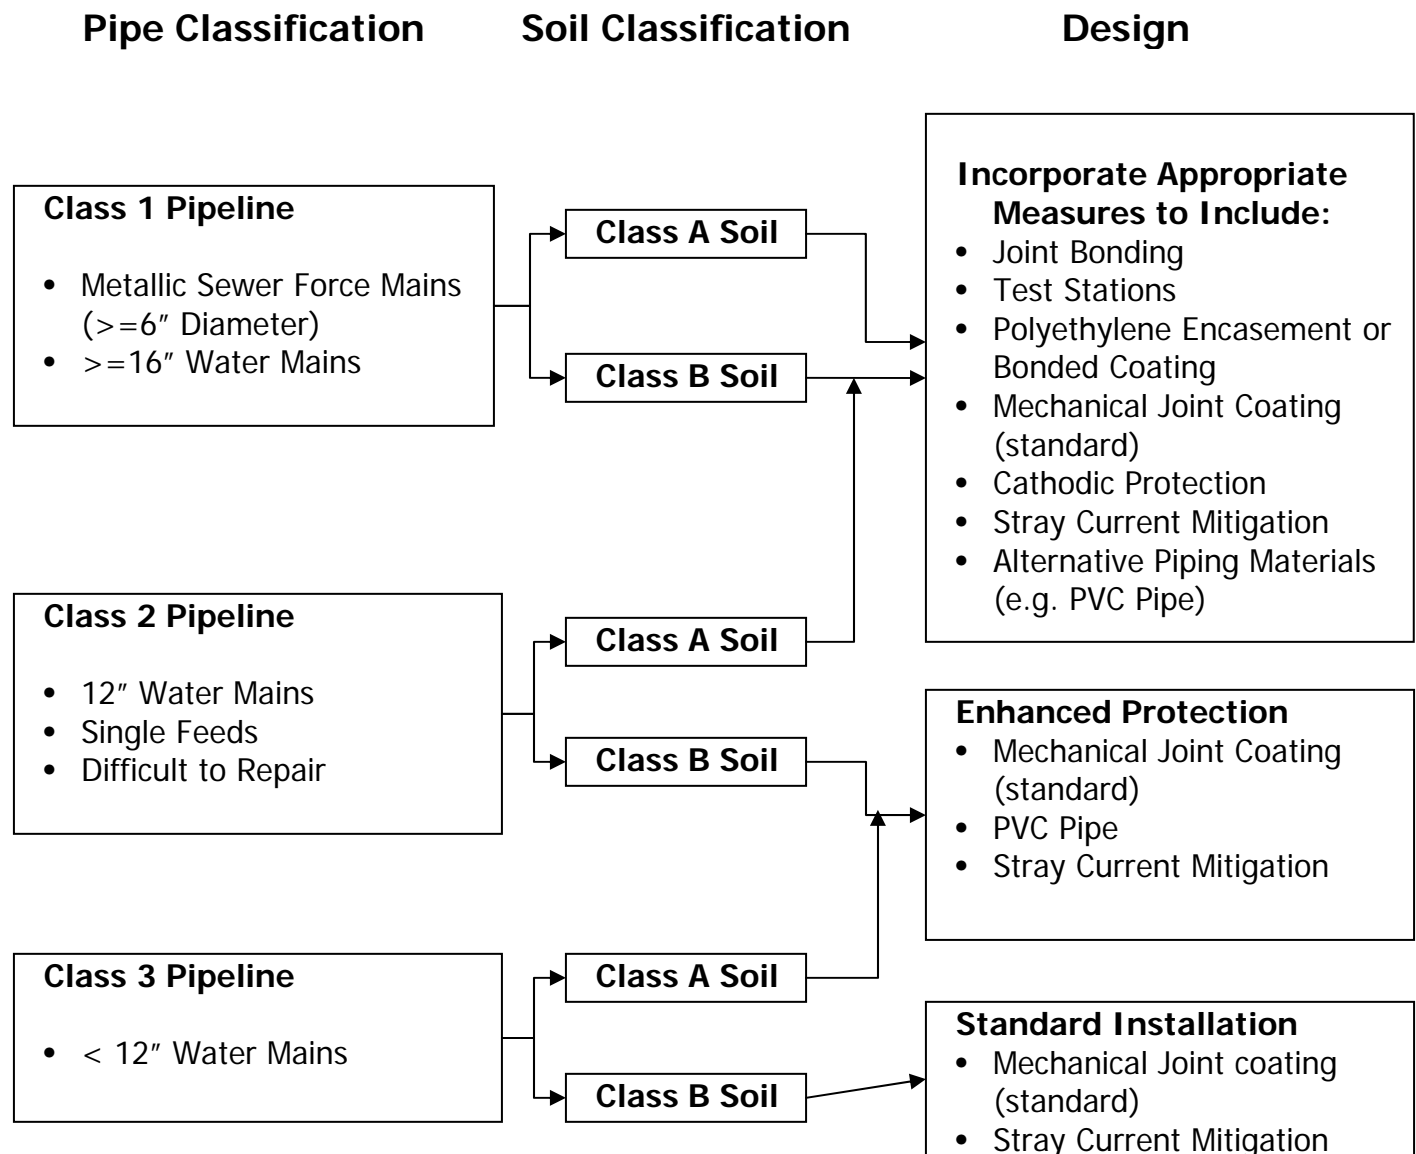 Pipe Classification Soil Classification Design
Class 1 Pipeline
• Metallic Sewer Force Mains
(>=6″ Diameter)
• >=16″ Water Mains
Class A Soil
Class B Soil
Incorporate Appropriate
Measures to Include:
• Joint Bonding
• Test Stations
• Polyethylene Encasement or
Bonded Coating
• Mechanical Joint Coating
(standard)
• Cathodic Protection
• Stray Current Mitigation
• Alternative Piping Materials
(e.g. PVC Pipe)
Class 2 Pipeline
• 12″ Water Mains
• Single Feeds
• Difficult to Repair
Class A Soil
Class B Soil
Enhanced Protection
• Mechanical Joint Coating
(standard)
• PVC Pipe
• Stray Current Mitigation
Class 3 Pipeline
• < 12″ Water Mains
Class A Soil
Class B Soil
Standard Installation
• Mechanical Joint coating
(standard)
• Stray Current Mitigation